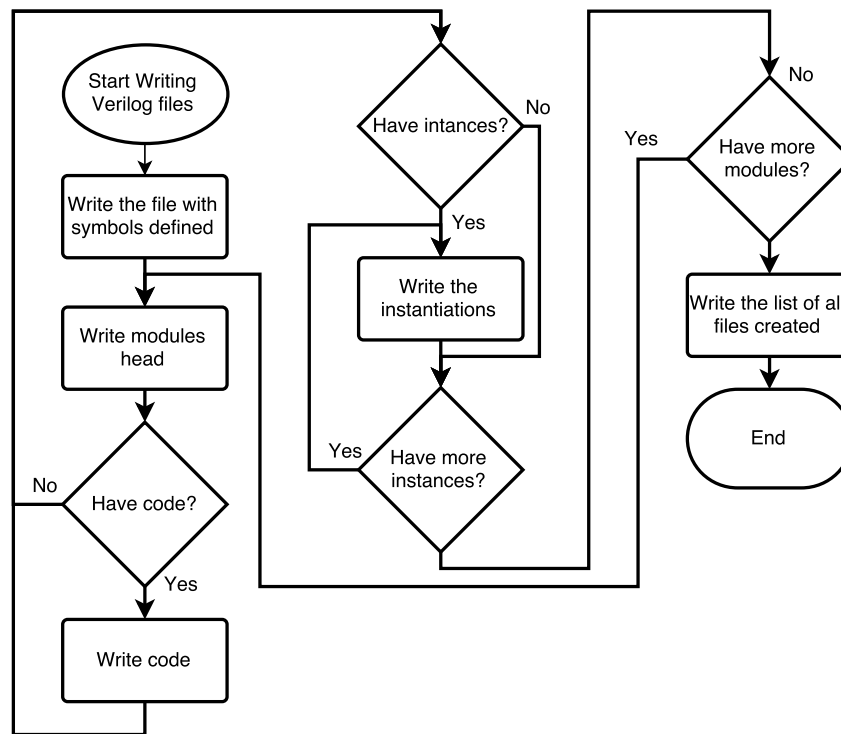 Start Writing
Verilog files
Write the file with
symbols defined
Write modules
head
Have code?
No
Yes
Write code
Have intances?
No
Yes
Write the
instantiations
Have more
instances?
Yes
No
Have more
modules?
Yes
Write the list of al
files created
End